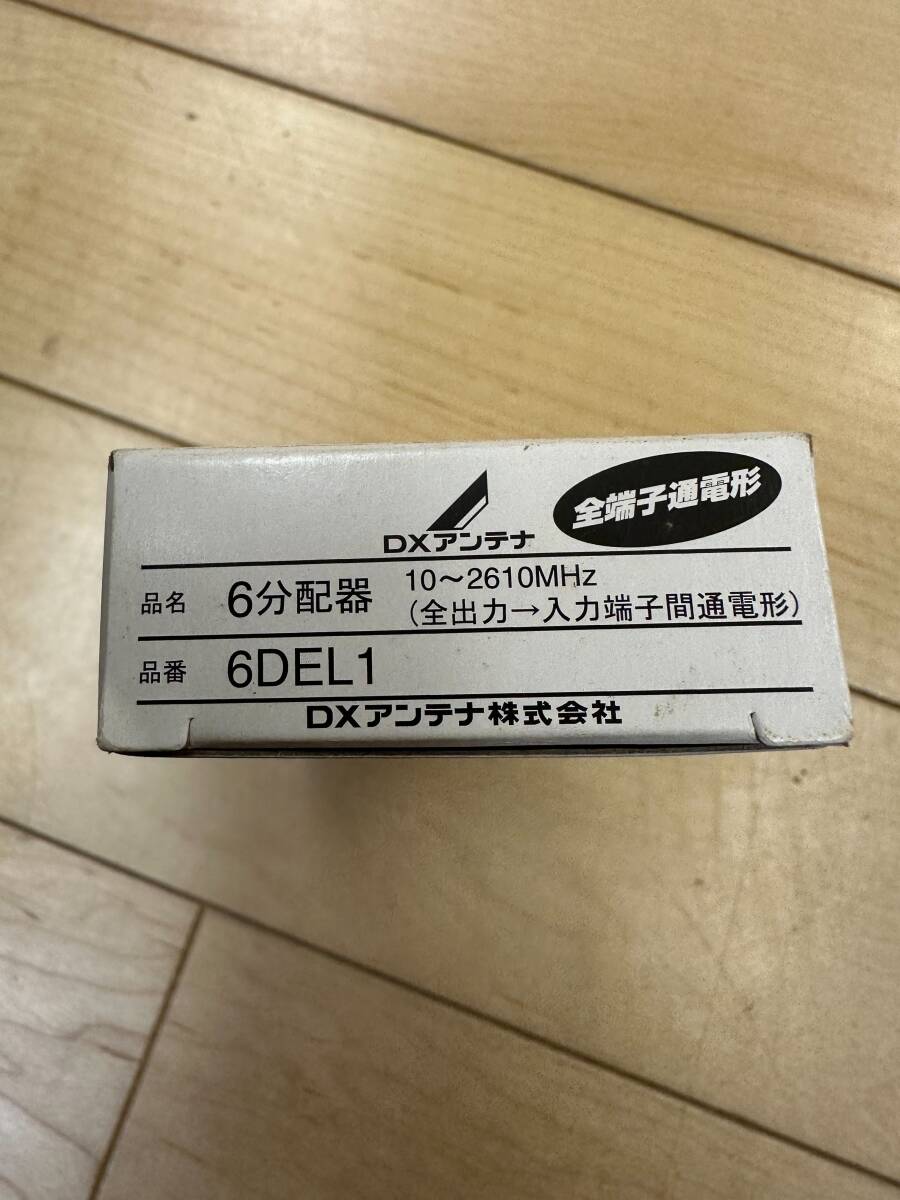 DXアンテナ
全端子通電形
品名 6分配器 10～2610MHz
(全出力→入力端子間通電形)
品番 6DEL1
DXアンテナ株式会社